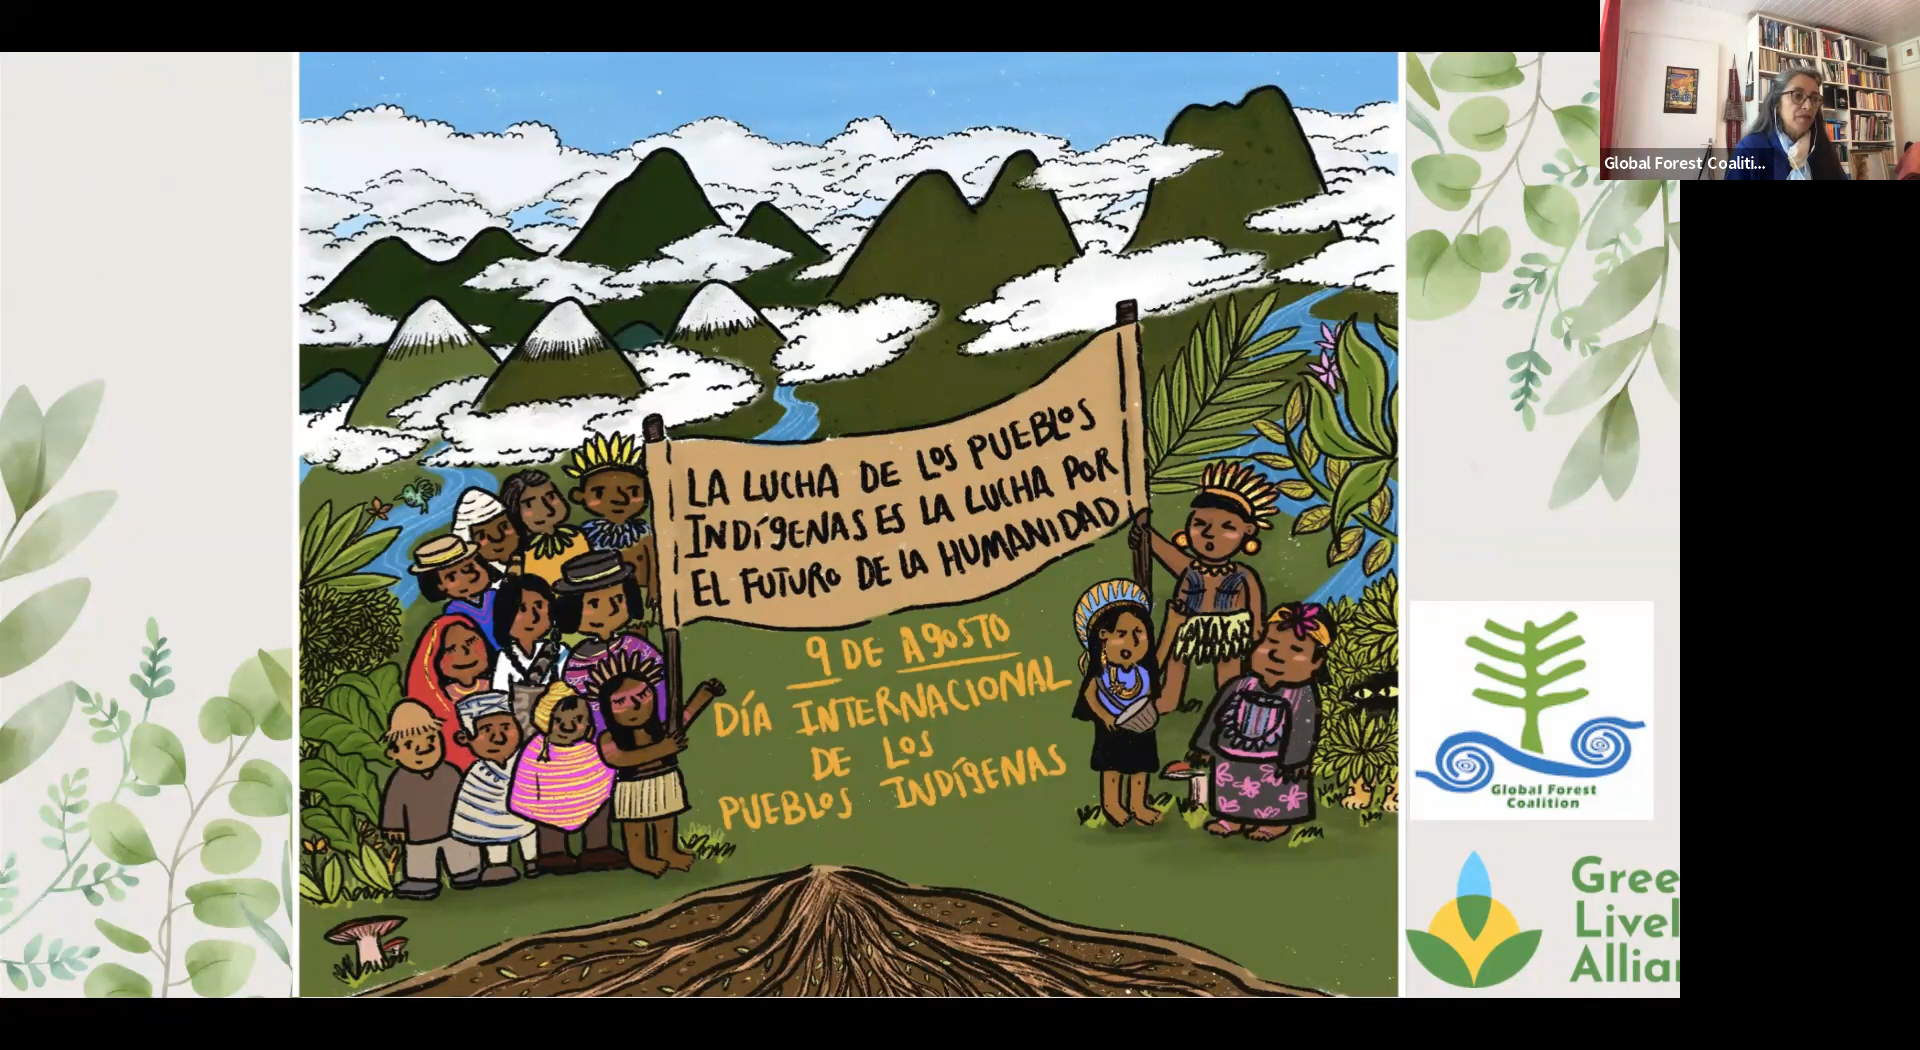 Global Forest Coaliti...
LA LUCHA DE LOS PUEBLOS
INDÍGENAS ES LA LUCHA POR
EL FUTURO DE LA HUMANIDAD
9 DE AGOSTO
DÍA INTERNACIONAL
DE LOS
PUEBLOS INDÍGENAS
Global Forest
Coalition
Gree
Livel
Allia